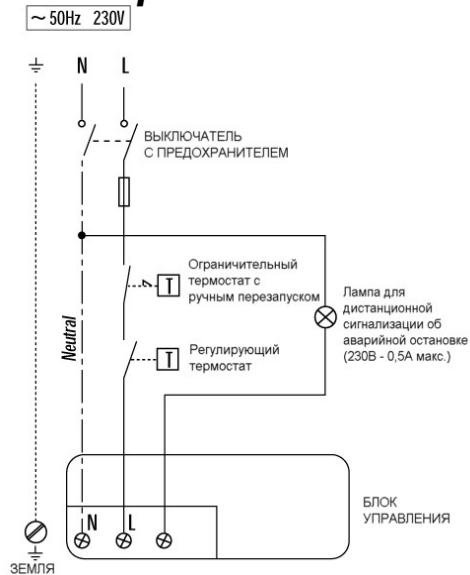 ~ 50Hz 230V
N L
ВЫКЛЮЧАТЕЛЬ
С ПРЕДОХРАНИТЕЛЕМ
Ограничительный
термостат с
ручным перезапуском
T
Лампа для
дистанционной
сигнализации об
аварийной остановке
(230В - 0,5А макс.)
Neutral
Регулирующий
термостат
T
БЛОК
УПРАВЛЕНИЯ
N L
ЗЕМЛЯ